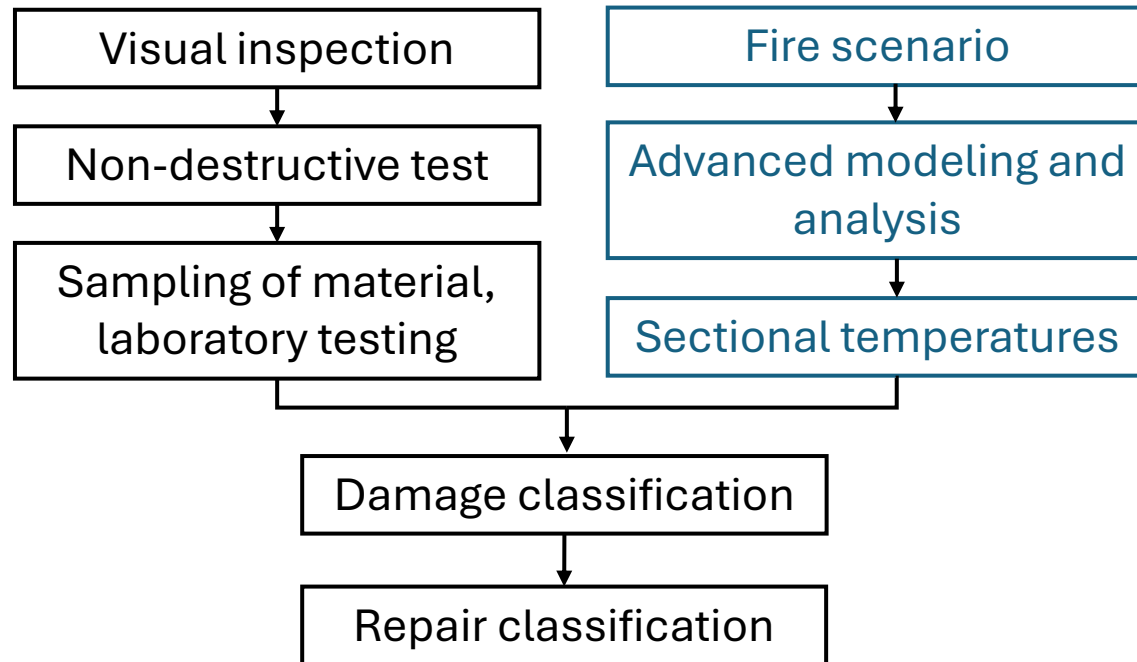 Visual inspection
Non-destructive test
Sampling of material,
laboratory testing
Fire scenario
Advanced modeling and
analysis
Sectional temperatures
Damage classification
Repair classification